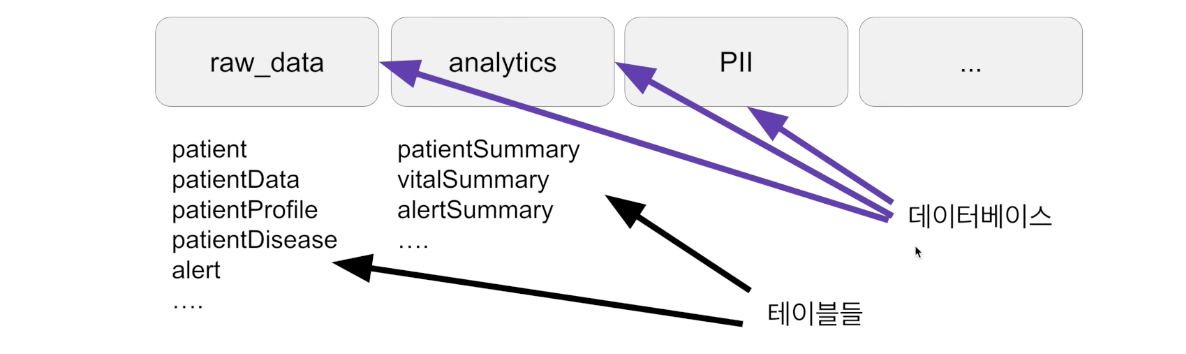 raw_data
analytics
PII
...
patient
patientData
patientProfile
patientDisease
alert
....
patientSummary
vitalSummary
alertSummary
....
데이터베이스
테이블들